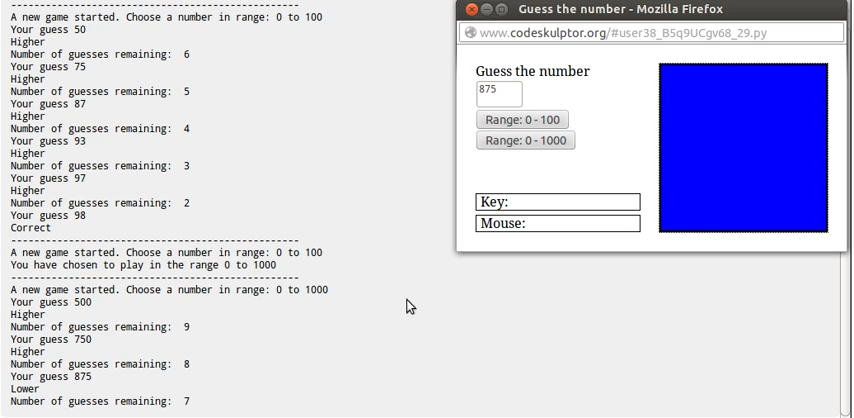 ------------------------------------------------
A new game started. Choose a number in range: 0 to 100
Your guess 50
Higher
Number of guesses remaining:  6
Your guess 75
Higher
Number of guesses remaining:  5
Your guess 87
Higher
Number of guesses remaining:  4
Your guess 93
Higher
Number of guesses remaining:  3
Your guess 97
Higher
Number of guesses remaining:  2
Your guess 98
Correct
------------------------------------------------
A new game started. Choose a number in range: 0 to 100
You have chosen to play in the range 0 to 1000
------------------------------------------------
A new game started. Choose a number in range: 0 to 1000
Your guess 500
Higher
Number of guesses remaining:  9
Your guess 750
Higher
Number of guesses remaining:  8
Your guess 875
Lower
Number of guesses remaining:  7
Guess the number - Mozilla Firefox
www.codeskulptor.org/#user38_B5q9UCgv68_29.py
Guess the number
875
Range: 0 - 100
Range: 0 - 1000
Key:
Mouse: